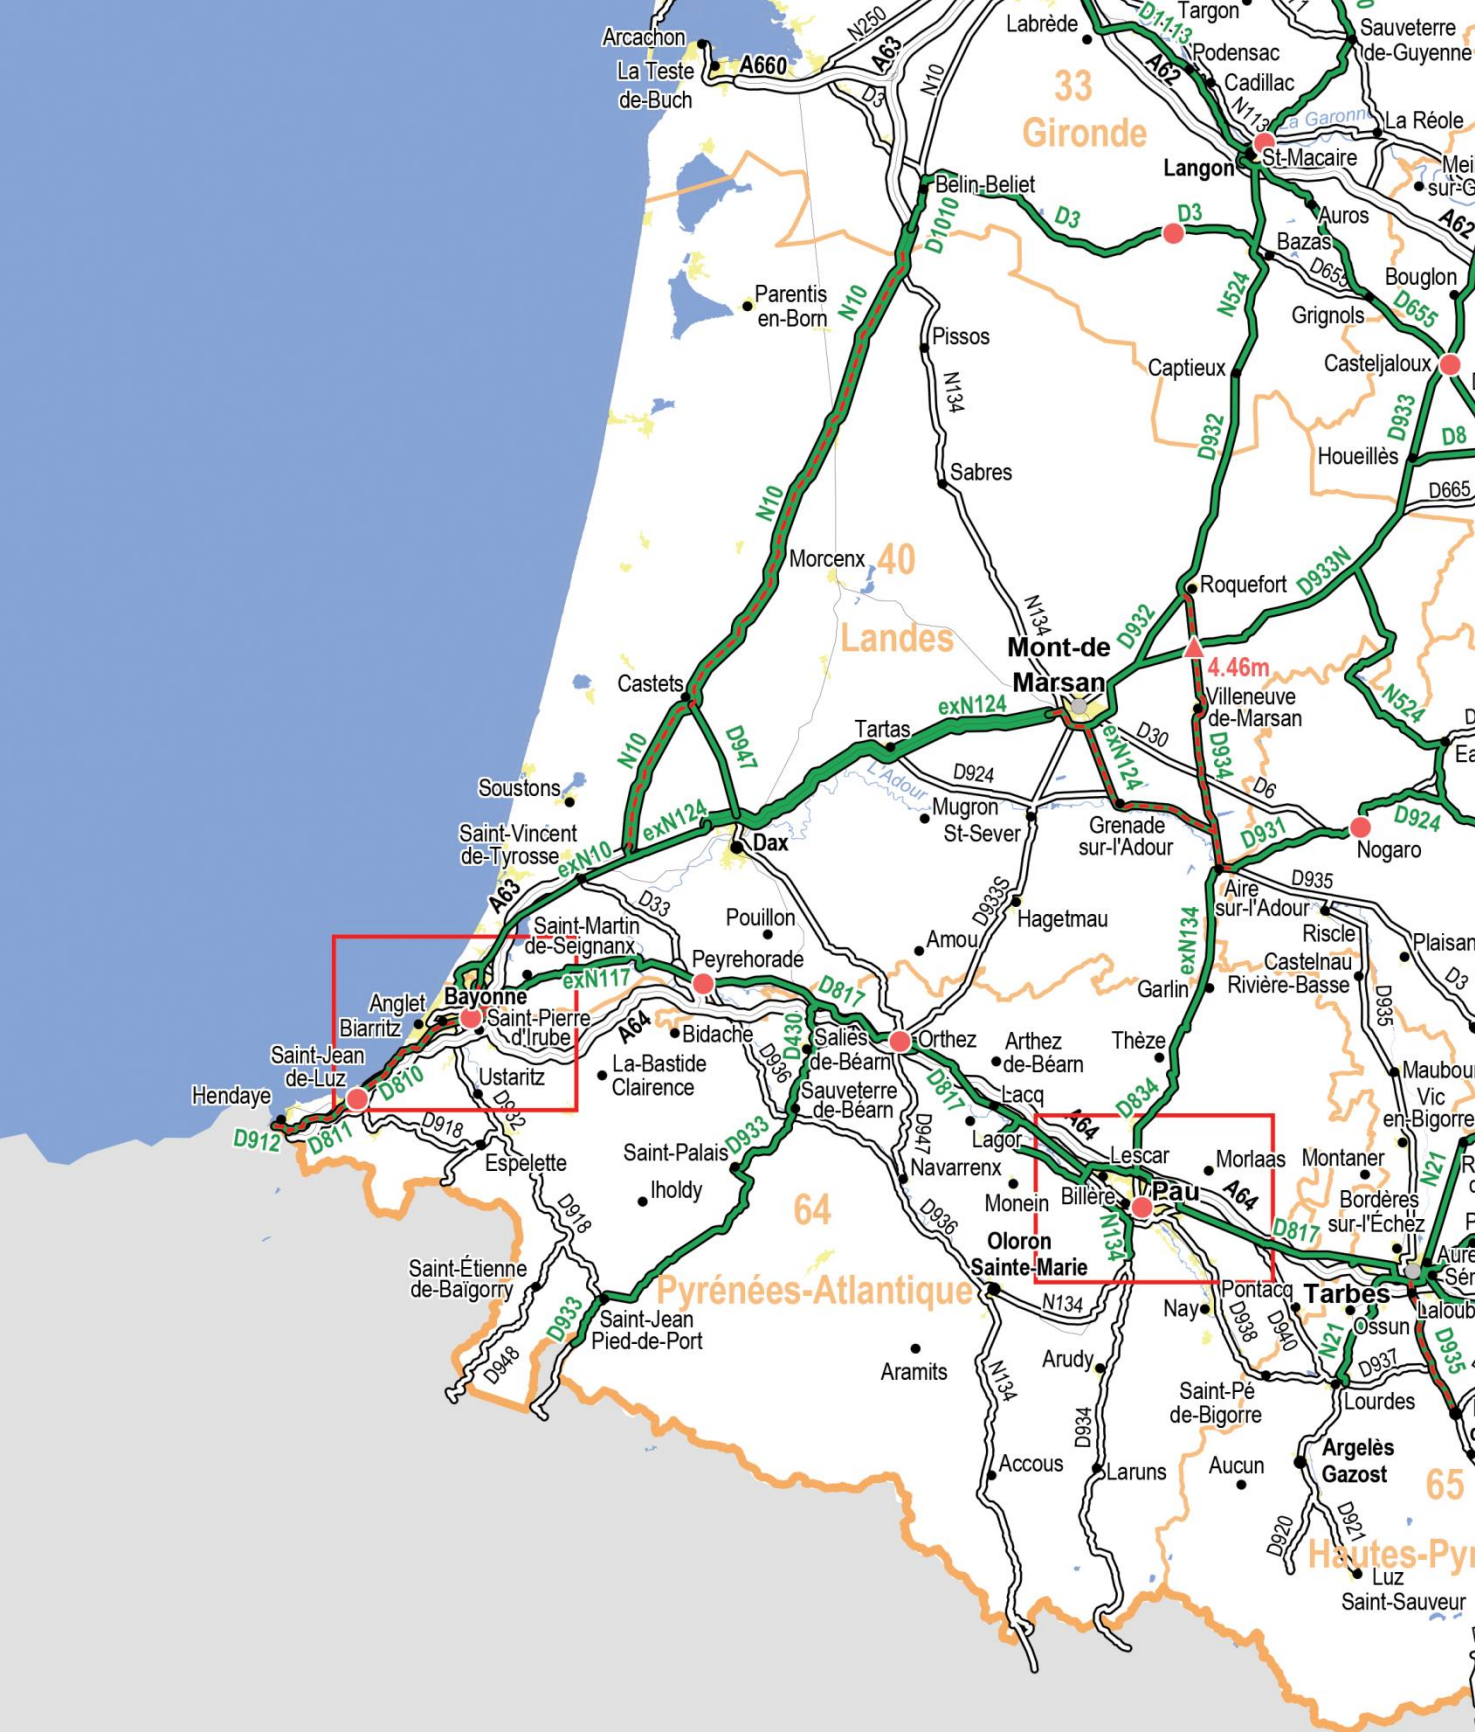 Arcachon
La Teste
de-Buch
A660
N250
A63
D3
N10
Labrède
D1113
Targon
Podensac
A62
Cadillac
N113
Sauveterre
de-Guyenne
La Garonne
La Réole
33
Gironde
St-Macaire
Langon
Auros
A62
Belin-Beliet
D1010
D3
D3
Bazas
D655
Bouglon
Grignols
D655
N524
Parentis
en-Born
N10
Pissos
N134
Captieux
Casteljaloux
D932
D933
D8
Houeillès
D665
Sabres
N10
Morcenx
40
Landes
Roquefort
D933N
N134
D932
Mont-de
Marsan
4.46m
Villeneuve
de-Marsan
Castets
exN124
Tartas
N524
N10
D947
D30
exN124
D934
L'Adour
D924
D6
Soustons
Mugron
St-Sever
Grenade
sur-l'Adour
D931
D924
Nogaro
exN124
Saint-Vincent
de-Tyrosse
exN10
Dax
A63
D33
Aire
sur-l'Adour
D935
D933S
Hagetmau
Riscle
Pouillon
Saint-Martin
de-Seignanx
Amou
exN134
Castelnau
Rivière-Basse
D3
exN117
Peyrehorade
D817
Garlin
D935
Anglet
Biarritz
Bayonne
Saint-Pierre
d'Irube
A64
Bidache
D430
Saliès
de-Béarn
Orthez
Arthez
de-Béarn
Thèze
Saint-Jean
de-Luz
D810
Ustaritz
La-Bastide
Clairence
D936
Sauveterre
de-Béarn
D817
Lacq
D834
Vic
en-Bigorre
Hendaye
D912
D811
D918
D932
Espelette
Saint-Palais
D933
D947
Lagor
A64
Lescar
Morlaas
Montaner
N21
Navarrenx
Iholdy
Monein
Billère
Pau
A64
Bordères
sur-l'Échez
64
Pyrénées-Atlantique
D918
D936
N134
D817
Oloron
Sainte-Marie
Saint-Étienne
de-Baïgorry
N134
Nay
Pontacq
Tarbes
Ossun
D933
Saint-Jean
Pied-de-Port
D948
D938
D940
N21
D937
D935
Aramits
Arudy
N134
D934
Saint-Pé
de-Bigorre
Lourdes
Argelès
Gazost
Accous
Laruns
Aucun
65
D920
D921
Hautes-Pyr
Luz
Saint-Sauveur